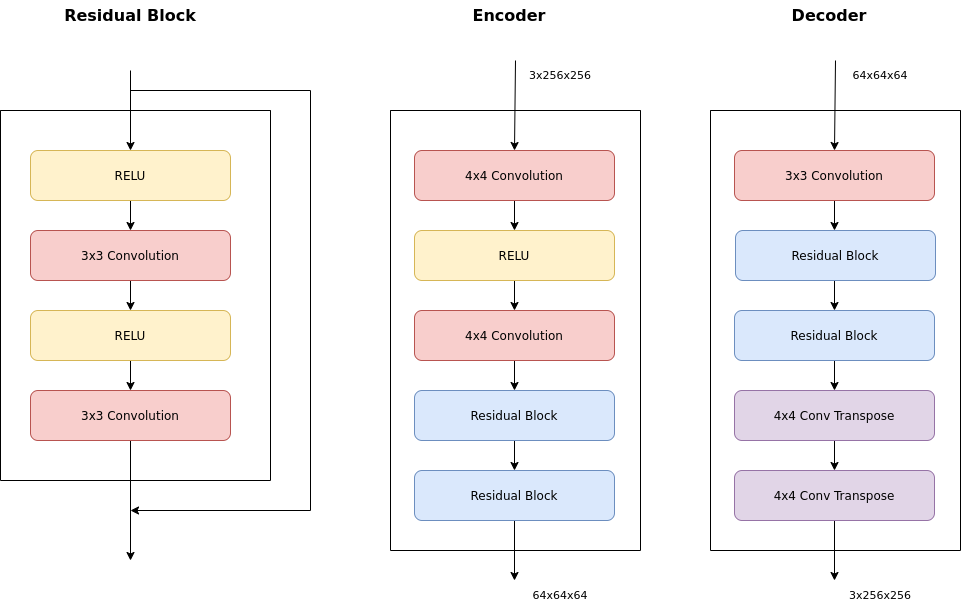 Residual Block
RELU
3x3 Convolution
RELU
3x3 Convolution
Encoder
3x256x256
4x4 Convolution
RELU
4x4 Convolution
Residual Block
Residual Block
64x64x64
Decoder
64x64x64
3x3 Convolution
Residual Block
Residual Block
4x4 Conv Transpose
4x4 Conv Transpose
3x256x256